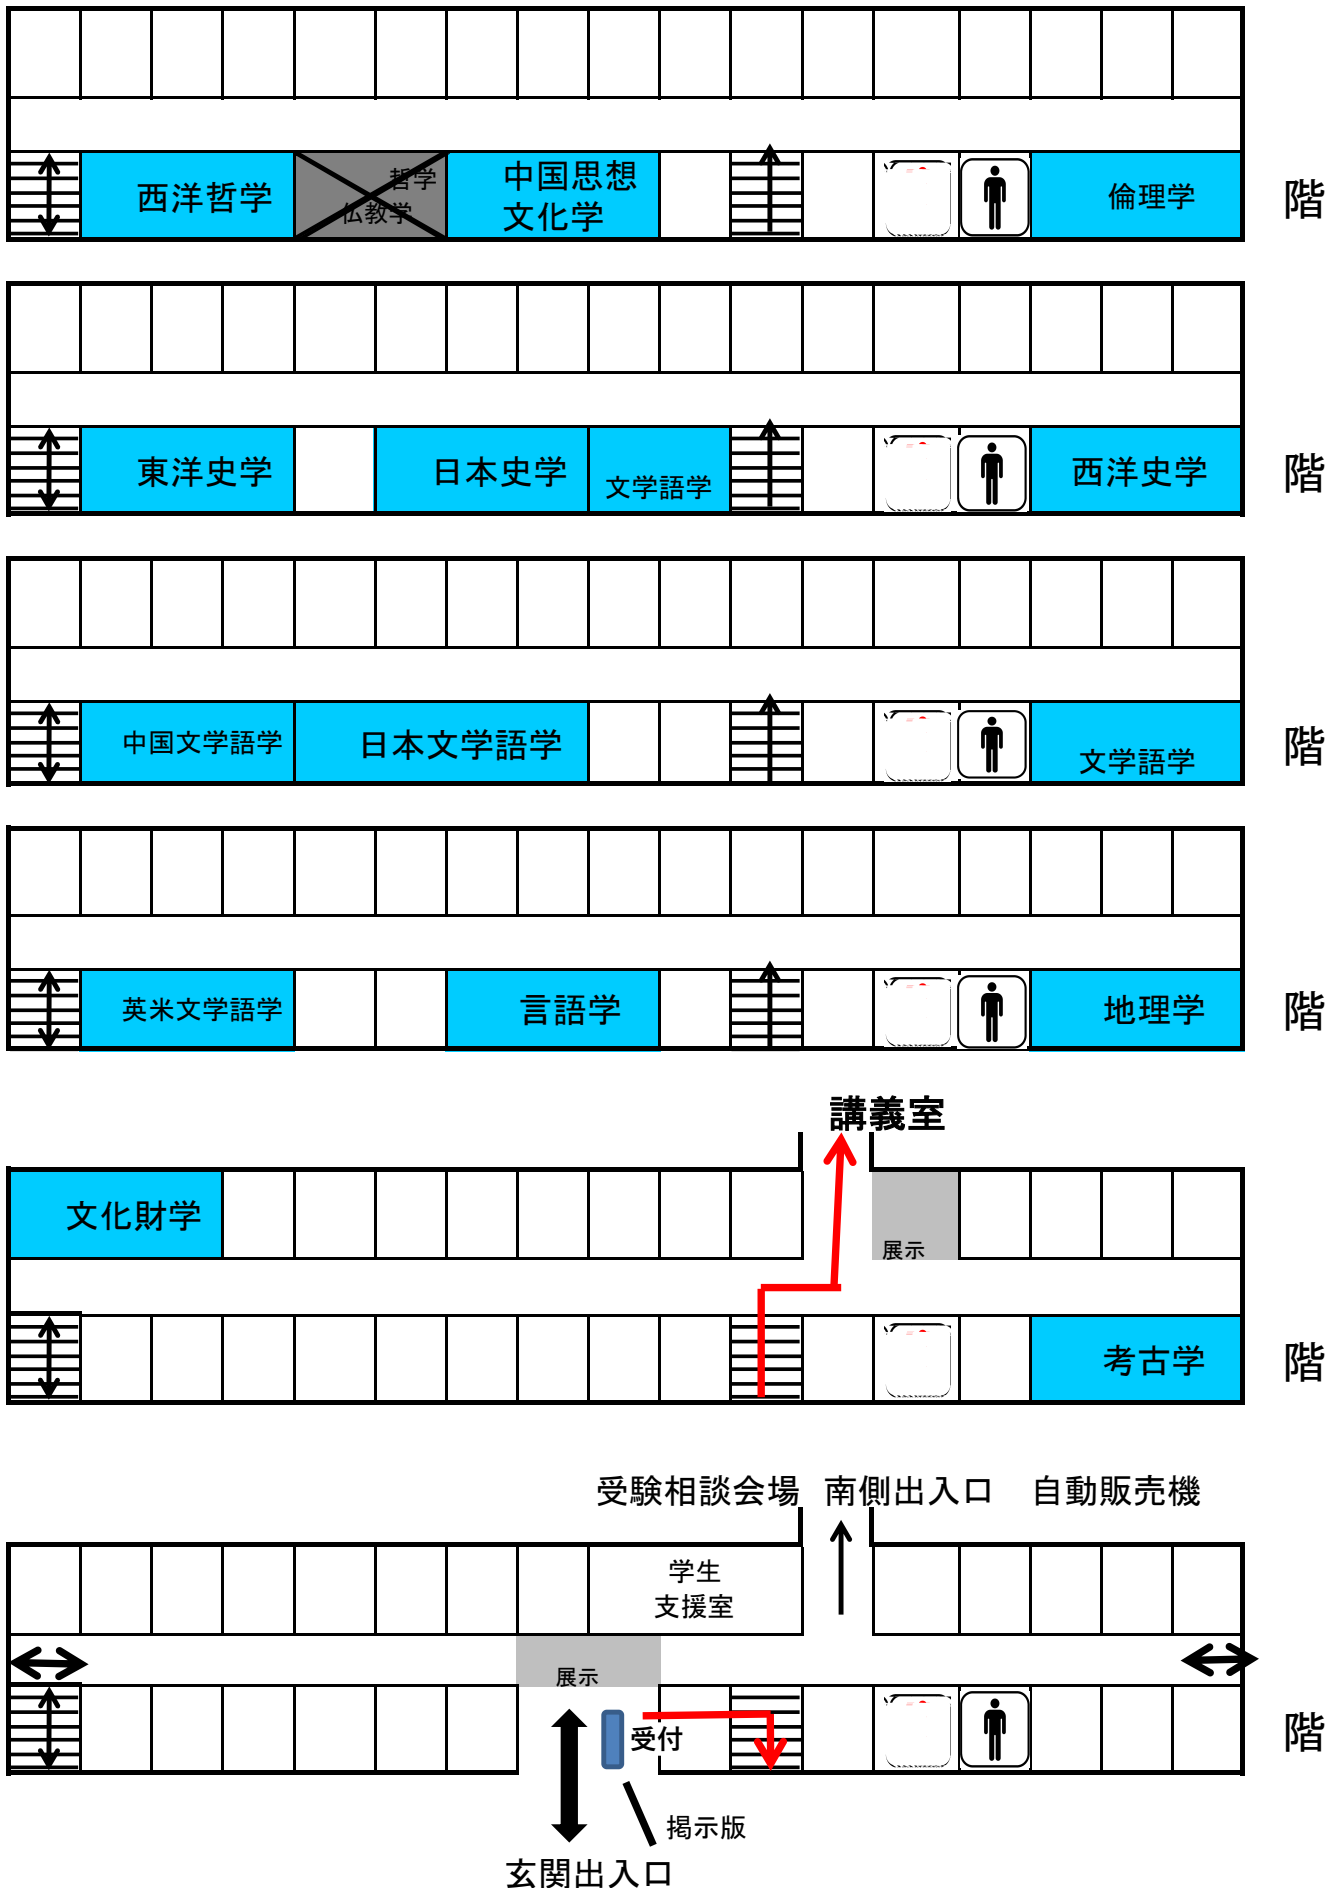 西洋哲学
哲学
仏教学
中国思想
文化学
倫理学
階
東洋史学
日本史学
文学語学
西洋史学
階
中国文学語学
日本文学語学
文学語学
階
英米文学語学
言語学
地理学
階
講義室
文化財学
展示
考古学
階
受験相談会場
南側出入口
自動販売機
学生
支援室
展示
受付
階
掲示版
玄関出入口